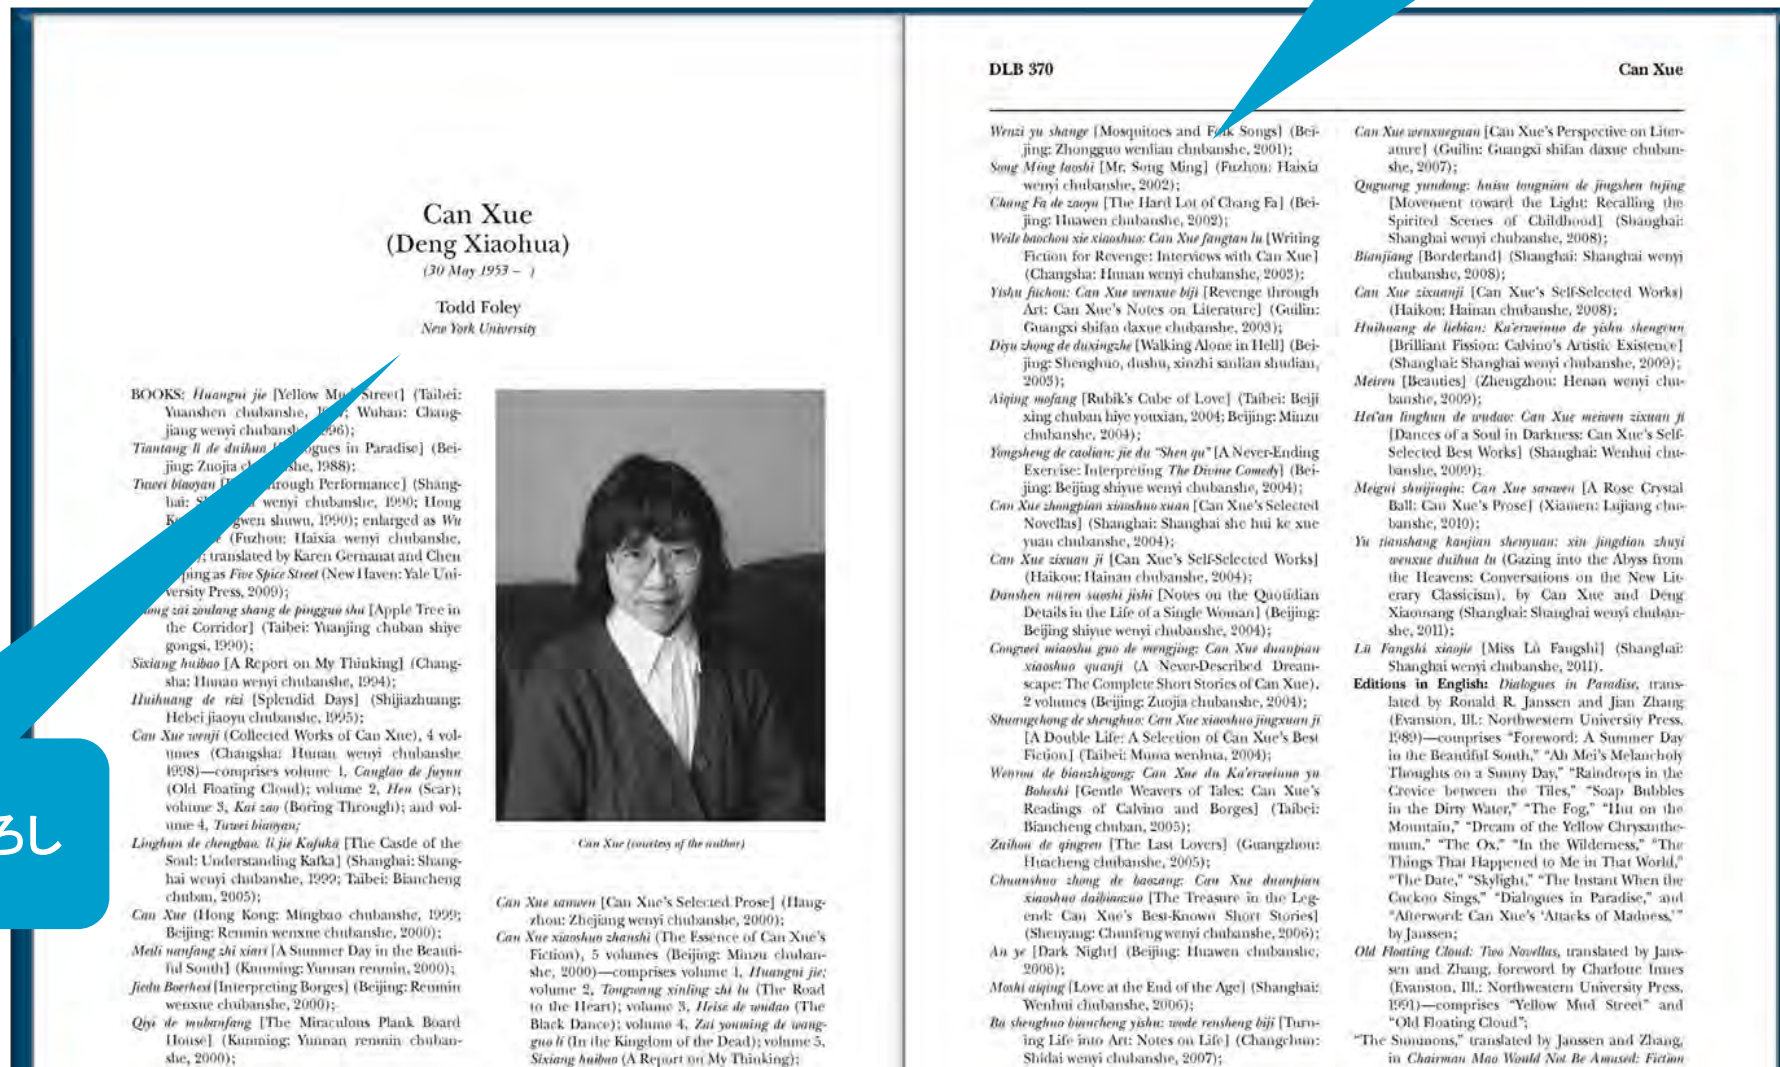 Can Xue
(Deng Xiaohua)
(30 May 1953 – )
Todd Foley
New York University
BOOKS: Huangni jie [Yellow Mud Street] (Taibei:
Yuanshen chubanshe, Wuhan: Chang-
jiang wenyi chubanshe,
Tiantang li de duihua in Paradise] (Bei-
jing: Zuojia 1988);
Tuwei biaoyan Performance] (Shang-
hai: wenyi chubanshe, 1990; Hong
shuwu, 1990); enlarged as Wu
(Fuzhou: Haixia wenyi chubanshe,
translated by Karen Gernanat and Chen
as Five Spice Street (New Haven: Yale Uni-
versity Press, 2009);
zai zoulang shang de pingguo shu [Apple Tree in
the Corridor] (Taibei: Yuanjing chuban shiye
gongsi, 1990);
Sixiang huibao [A Report on My Thinking] (Chang-
sha: Hunan wenyi chubanshe, 1994);
Huihuang de rizi [Splendid Days] (Shijiazhuang:
Hebei jiaoyu chubanshe, 1995);
Can Xue wenji (Collected Works of Can Xue), 4 vol-
umes (Changsha: Hunan wenyi chubanshe
1998)—comprises volume 1, Canglao de fuyun
(Old Floating Cloud); volume 2, Hen (Scar);
volume 3, Kai zao (Boring Through); and vol-
ume 4, Tuwei biaoyan;
Linghun de chengbao: li jie Kafuka [The Castle of the
Soul: Understanding Kafka] (Shanghai: Shang-
hai wenyi chubanshe, 1999; Taibei: Biancheng
chuban, 2005);
Can Xue (Hong Kong: Mingbao chubanshe, 1999;
Beijing: Renmin wenxue chubanshe, 2000);
Meili nanfang zhi xiari [A Summer Day in the Beauti-
ful South] (Kunming: Yunnan renmin, 2000);
Jiedu Boerhesi [Interpreting Borges] (Beijing: Renmin
wenxue chubanshe, 2000);
Qiyi de mubanfang [The Miraculous Plank Board
House] (Kunming: Yunnan renmin chuban-
she, 2000);
Can Xue (courtesy of the author)
Can Xue sanwen [Can Xue's Selected Prose] (Hang-
zhou: Zhejiang wenyi chubanshe, 2000);
Can Xue xiaoshuo zhanshi (The Essence of Can Xue's
Fiction), 5 volumes (Beijing: Minzu chuban-
she, 2000)—comprises volume 1, Huangni jie;
volume 2, Tongwang xinling zhi lu (The Road
to the Heart); volume 3, Heise de wudao (The
Black Dance); volume 4, Zai youming de wang-
guo li (In the Kingdom of the Dead); volume 5,
Sixiang huibao (A Report on My Thinking);
ろし
DLB 370
Can Xue
Wenzi yu shange [Mosquitoes and Folk Songs] (Bei-
jing: Zhongguo wenlian chubanshe, 2001);
Song Ming laoshi [Mr. Song Ming] (Fuzhou: Haixia
wenyi chubanshe, 2002);
Chang Fa de zaoyu [The Hard Lot of Chang Fa] (Bei-
jing: Huawen chubanshe, 2002);
Weile baochou xie xiaoshuo: Can Xue fangtan lu [Writing
Fiction for Revenge: Interviews with Can Xue]
(Changsha: Hunan wenyi chubanshe, 2003);
Yishu fuchou: Can Xue wenxue biji [Revenge through
Art: Can Xue's Notes on Literature] (Guilin:
Guangxi shifan daxue chubanshe, 2003);
Diyu zhong de duxingzhe [Walking Alone in Hell] (Bei-
jing: Shenghuo, dushu, xinzhi sanlian shudian,
2003);
Aiqing mofang [Rubik's Cube of Love] (Taibei: Beiji
xing chuban hiye youxian, 2004; Beijing: Minzu
chubanshe, 2004);
Yongsheng de caolian: jie du "Shen qu" [A Never-Ending
Exercise: Interpreting The Divine Comedy] (Bei-
jing: Beijing shiyue wenyi chubanshe, 2004);
Can Xue zhongpian xiaoshuo xuan [Can Xue's Selected
Novellas] (Shanghai: Shanghai she hui ke xue
yuan chubanshe, 2004);
Can Xue zixuan ji [Can Xue's Self-Selected Works]
(Haikou: Hainan chubanshe, 2004);
Danshen nüren suoshi jishi [Notes on the Quotidian
Details in the Life of a Single Woman] (Beijing:
Beijing shiyue wenyi chubanshe, 2004);
Congwei miaoshu guo de mengjing: Can Xue duanpian
xiaoshuo quanji (A Never-Described Dream-
scape: The Complete Short Stories of Can Xue),
2 volumes (Beijing: Zuojia chubanshe, 2004);
Shuangchong de shenghuo: Can Xue xiaoshuo jingxuan ji
[A Double Life: A Selection of Can Xue's Best
Fiction] (Taibei: Muma wenhua, 2004);
Wenrou de bianzhigong: Can Xue du Ka'erweinuo yu
Boheshi [Gentle Weavers of Tales: Can Xue's
Readings of Calvino and Borges] (Taibei:
Biancheng chuban, 2005);
Zuihou de qingren [The Last Lovers] (Guangzhou:
Huacheng chubanshe, 2005);
Chuanshuo zhong de baozang: Can Xue duanpian
xiaoshuo daibiaozuo [The Treasure in the Leg-
end: Can Xue's Best-Known Short Stories]
(Shenyang: Chunfeng wenyi chubanshe, 2006);
An ye [Dark Night] (Beijing: Huawen chubanshe,
2006);
Moshi aiqing [Love at the End of the Age] (Shanghai:
Wenhui chubanshe, 2006);
Ba shenghuo biancheng yishu: wode rensheng biji [Turn-
ing Life into Art: Notes on Life] (Changchun:
Shidai wenyi chubanshe, 2007);
Can Xue wenxueguan [Can Xue's Perspective on Liter-
ature] (Guilin: Guangxi shifan daxue chuban-
she, 2007);
Quguang yundong: huisu tongnian de jingshen tujing
[Movement toward the Light: Recalling the
Spirited Scenes of Childhood] (Shanghai:
Shanghai wenyi chubanshe, 2008);
Bianjiang [Borderland] (Shanghai: Shanghai wenyi
chubanshe, 2008);
Can Xue zixuanji [Can Xue's Self-Selected Works]
(Haikou: Hainan chubanshe, 2008);
Huihuang de liebian: Ka'erweinuo de yishu shengcun
[Brilliant Fission: Calvino's Artistic Existence]
(Shanghai: Shanghai wenyi chubanshe, 2009);
Meiren [Beauties] (Zhengzhou: Henan wenyi chu-
banshe, 2009);
Hei'an linghun de wudao: Can Xue meiwen zixuan ji
[Dances of a Soul in Darkness: Can Xue's Self-
Selected Best Works] (Shanghai: Wenhui chu-
banshe, 2009);
Meigui shuijingqiu: Can Xue sanwen [A Rose Crystal
Ball: Can Xue's Prose] (Xiamen: Lujiang chu-
banshe, 2010);
Yu tianshang kanjian shenyuan: xin jingdian zhuyi
wenxue duihua lu (Gazing into the Abyss from
the Heavens: Conversations on the New Lit-
erary Classicism), by Can Xue and Deng
Xiaomang (Shanghai: Shanghai wenyi chuban-
she, 2011);
Lü Fangshi xiaojie [Miss Lü Fangshi] (Shanghai:
Shanghai wenyi chubanshe, 2011).
Editions in English: Dialogues in Paradise, trans-
lated by Ronald R. Janssen and Jian Zhang
(Evanston, Ill.: Northwestern University Press,
1989)—comprises "Foreword: A Summer Day
in the Beautiful South," "Ah Mei's Melancholy
Thoughts on a Sunny Day," "Raindrops in the
Crevice between the Tiles," "Soap Bubbles
in the Dirty Water," "The Fog," "Hut on the
Mountain," "Dream of the Yellow Chrysanthe-
mum," "The Ox," "In the Wilderness," "The
Things That Happened to Me in That World,"
"The Date," "Skylight," "The Instant When the
Cuckoo Sings," "Dialogues in Paradise," and
"Afterword: Can Xue's 'Attacks of Madness,'"
by Janssen;
Old Floating Cloud: Two Novellas, translated by Jans-
sen and Zhang, foreword by Charlotte Innes
(Evanston, Ill.: Northwestern University Press,
1991)—comprises "Yellow Mud Street" and
"Old Floating Cloud";
"The Summons," translated by Janssen and Zhang,
in Chairman Mao Would Not Be Amused: Fiction